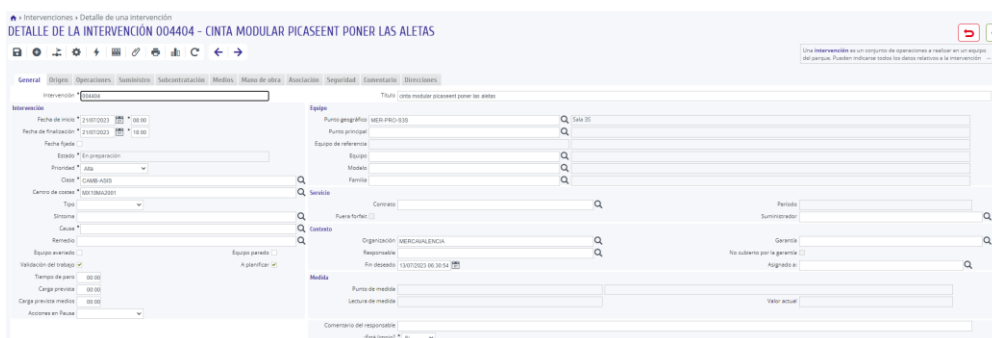 › Intervenciones › Detalle de una Intervención
DETALLE DE LA INTERVENCIÓN 004404 - CINTA MODULAR PICASEENT PONER LAS ALETAS
Una intervención es un conjunto de operaciones a realizar en un equipo
del parque. Pueden indicarse todos los datos relativos a la intervención
General Origen Operaciones Suministro Subcontratación Medios Mano de obra Asociación Seguridad Comentario Direcciones
Intervención * 004404 Título cinta modular picaseent poner las aletas
Intervención Equipo
Fecha de inicio * 21/07/2023 * 08:00 Punto geográfico MER-PRO-S35 Sala 35
Fecha de finalización * 21/07/2023 * 10:00 Punto principal
Fecha fijada Equipo de referencia
Estado * En preparación Equipo
Prioridad * Alta Modelo
Clase * CAMB-ASIS Familia
Centro de costes * MX10MA2001 Servicio
Tipo Contrato Período
Síntoma Fuera forfait Suministrador
Causa * Contexto
Remedio Organización MERCAVALENCIA Garantía
Equipo averiado Equipo parado Responsable No cubierto por la garantía
Validación del trabajo A planificar Fin deseado 13/07/2023 06:38:54 Asignado a:
Tiempo de paro 00:00 Medida
Carga prevista 00:00 Punto de medida
Carga prevista medios 00:00 Lectura de medida Valor actual
Acciones en Pausa
Comentario del responsable